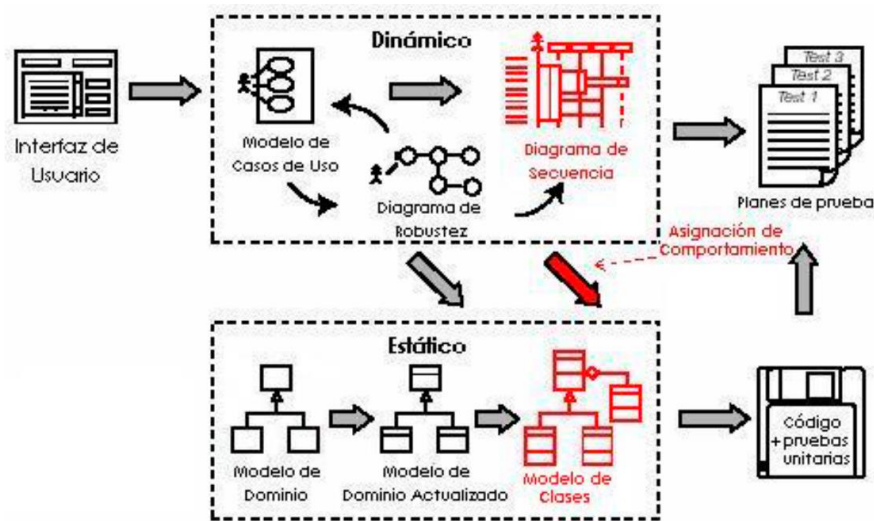 Dinámico
Interfaz de
Usuario
Modelo de
Casos de Uso
Diagrama de
Robustez
Diagrama de
Secuencia
Test 3
Test 2
Test 1
Planes de prueba
Asignación de
Comportamiento
Estático
Modelo de
Dominio
Modelo de
Dominio Actualizado
Modelo de
Clases
Código
+ pruebas
unitarias